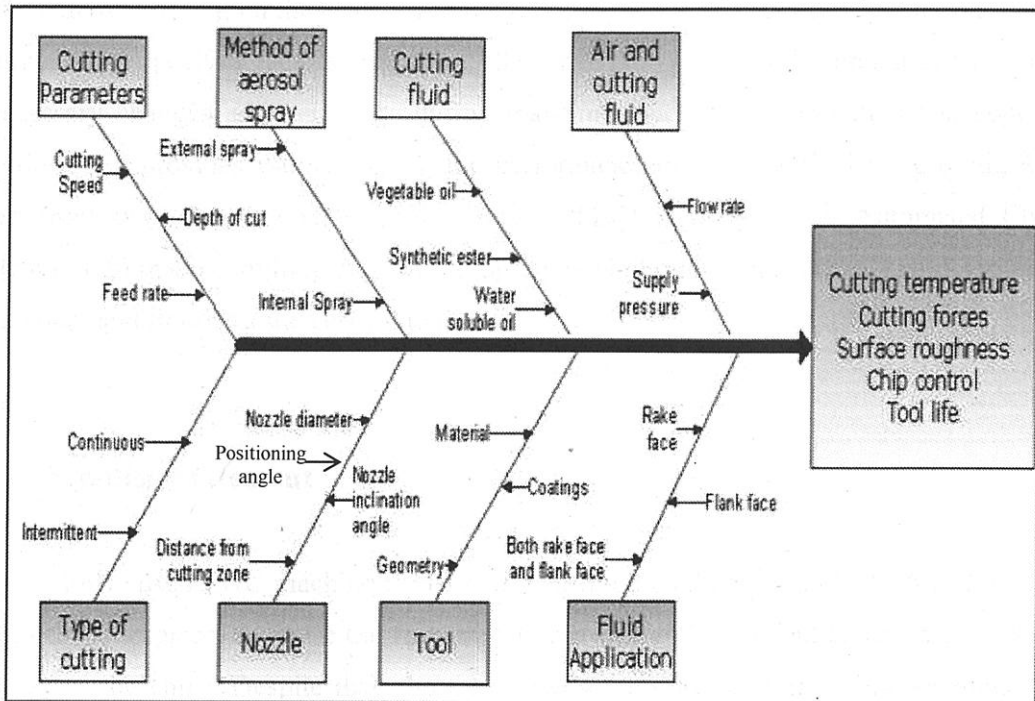 Cutting
Parameters
Method of
aerosol
spray
Cutting
fluid
Air and
cutting
fluid
External spray
Cutting
Speed
Vegetable oil
Flow rate
Depth of cut
Synthetic ester
Feed rate
Internal Spray
Water
soluble oil
Supply
pressure
Cutting temperature
Cutting forces
Surface roughness
Chip control
Tool life
Continuous
Nozzle diameter
Material
Rake
face
Positioning
angle
Nozzle
inclination
angle
Coatings
Flank face
Intermittent
Distance from
cutting zone
Geometry
Both rake face
and flank face
Type of
cutting
Nozzle
Tool
Fluid
Application